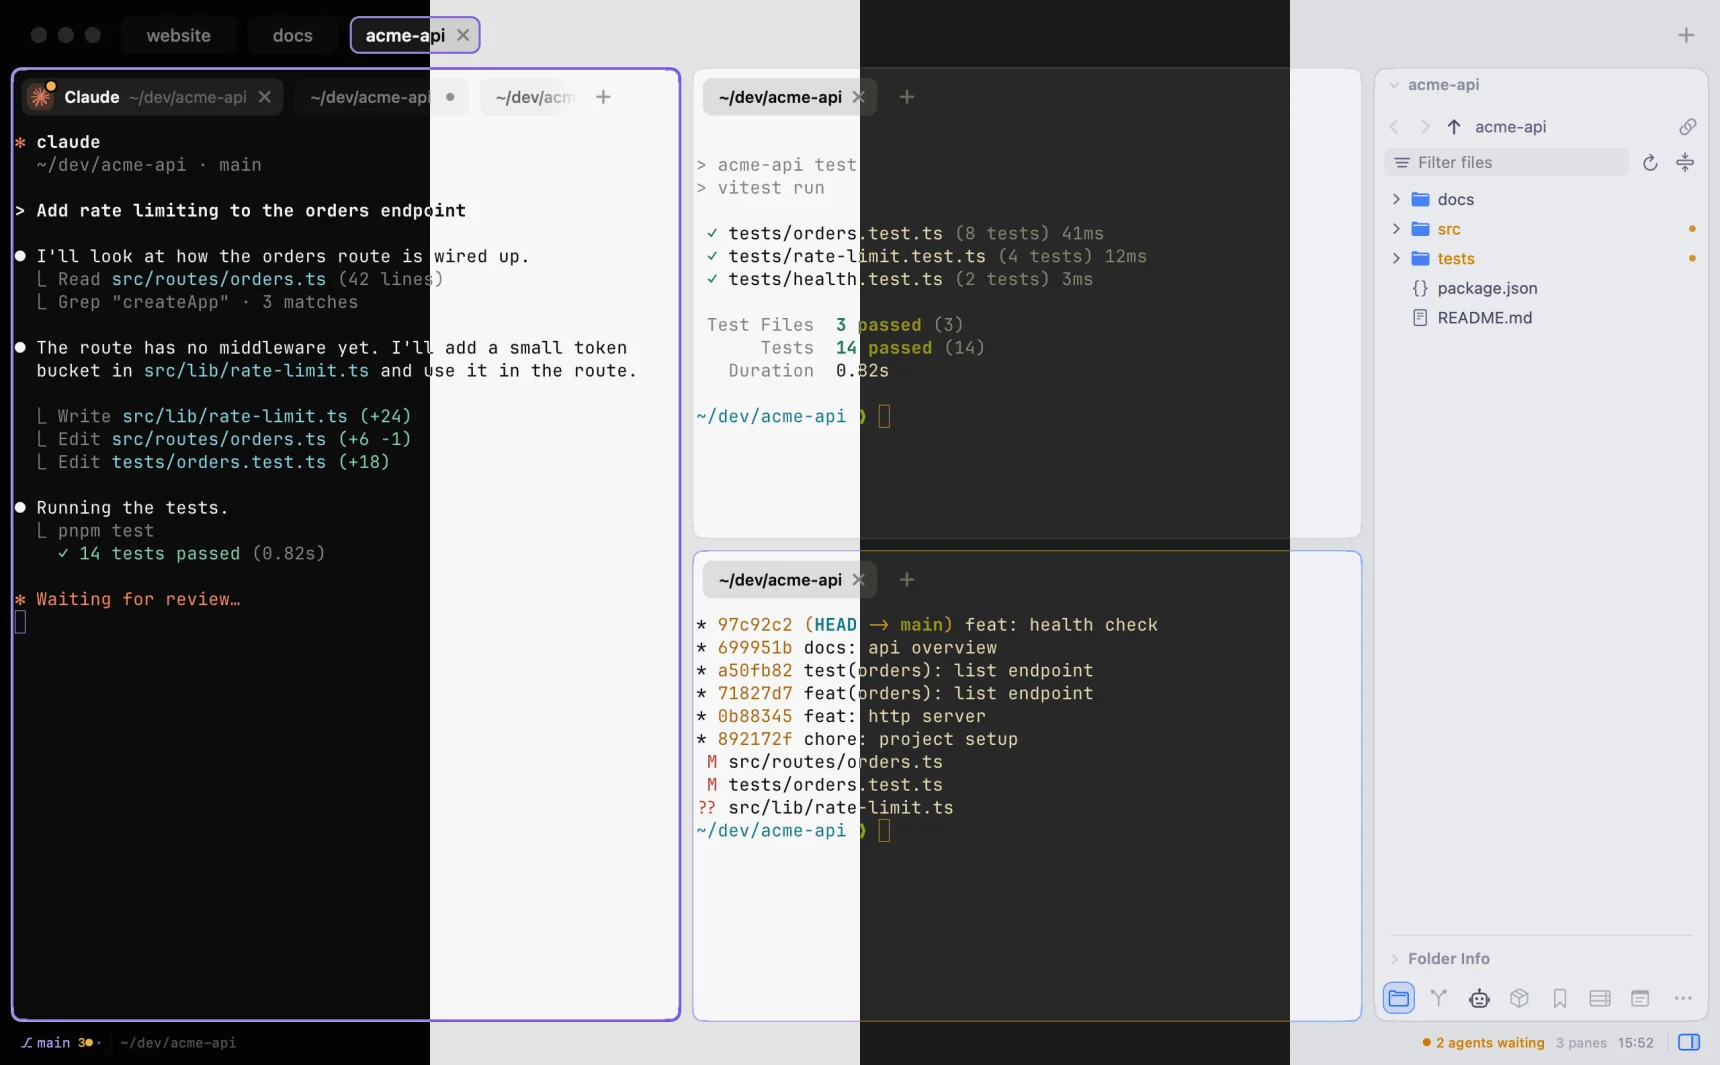 website docs acme-api
Claude ~/dev/acme-api ~/dev/acme-api ~/dev/acm
* claude
~/dev/acme-api · main
> Add rate limiting to the orders endpoint
● I'll look at how the orders route is wired up.
⎣ Read src/routes/orders.ts (42 lines)
⎣ Grep "createApp" · 3 matches
● The route has no middleware yet. I'll add a small token
bucket in src/lib/rate-limit.ts and use it in the route.
⎣ Write src/lib/rate-limit.ts (+24)
⎣ Edit src/routes/orders.ts (+6 -1)
⎣ Edit tests/orders.test.ts (+18)
● Running the tests.
⎣ pnpm test
✓ 14 tests passed (0.82s)
* Waiting for review…
~/dev/acme-api
> acme-api test
> vitest run
✓ tests/orders.test.ts (8 tests) 41ms
✓ tests/rate-limit.test.ts (4 tests) 12ms
✓ tests/health.test.ts (2 tests) 3ms
Test Files 3 passed (3)
Tests 14 passed (14)
Duration 0.82s
~/dev/acme-api ❯
~/dev/acme-api
* 97c92c2 (HEAD -> main) feat: health check
* 699951b docs: api overview
* a50fb82 test(orders): list endpoint
* 71827d7 feat(orders): list endpoint
* 0b88345 feat: http server
* 892172f chore: project setup
M src/routes/orders.ts
M tests/orders.test.ts
?? src/lib/rate-limit.ts
~/dev/acme-api ❯
acme-api
acme-api
Filter files
docs
src
tests
{} package.json
README.md
Folder Info
main 3 ~/dev/acme-api
2 agents waiting 3 panes 15:52